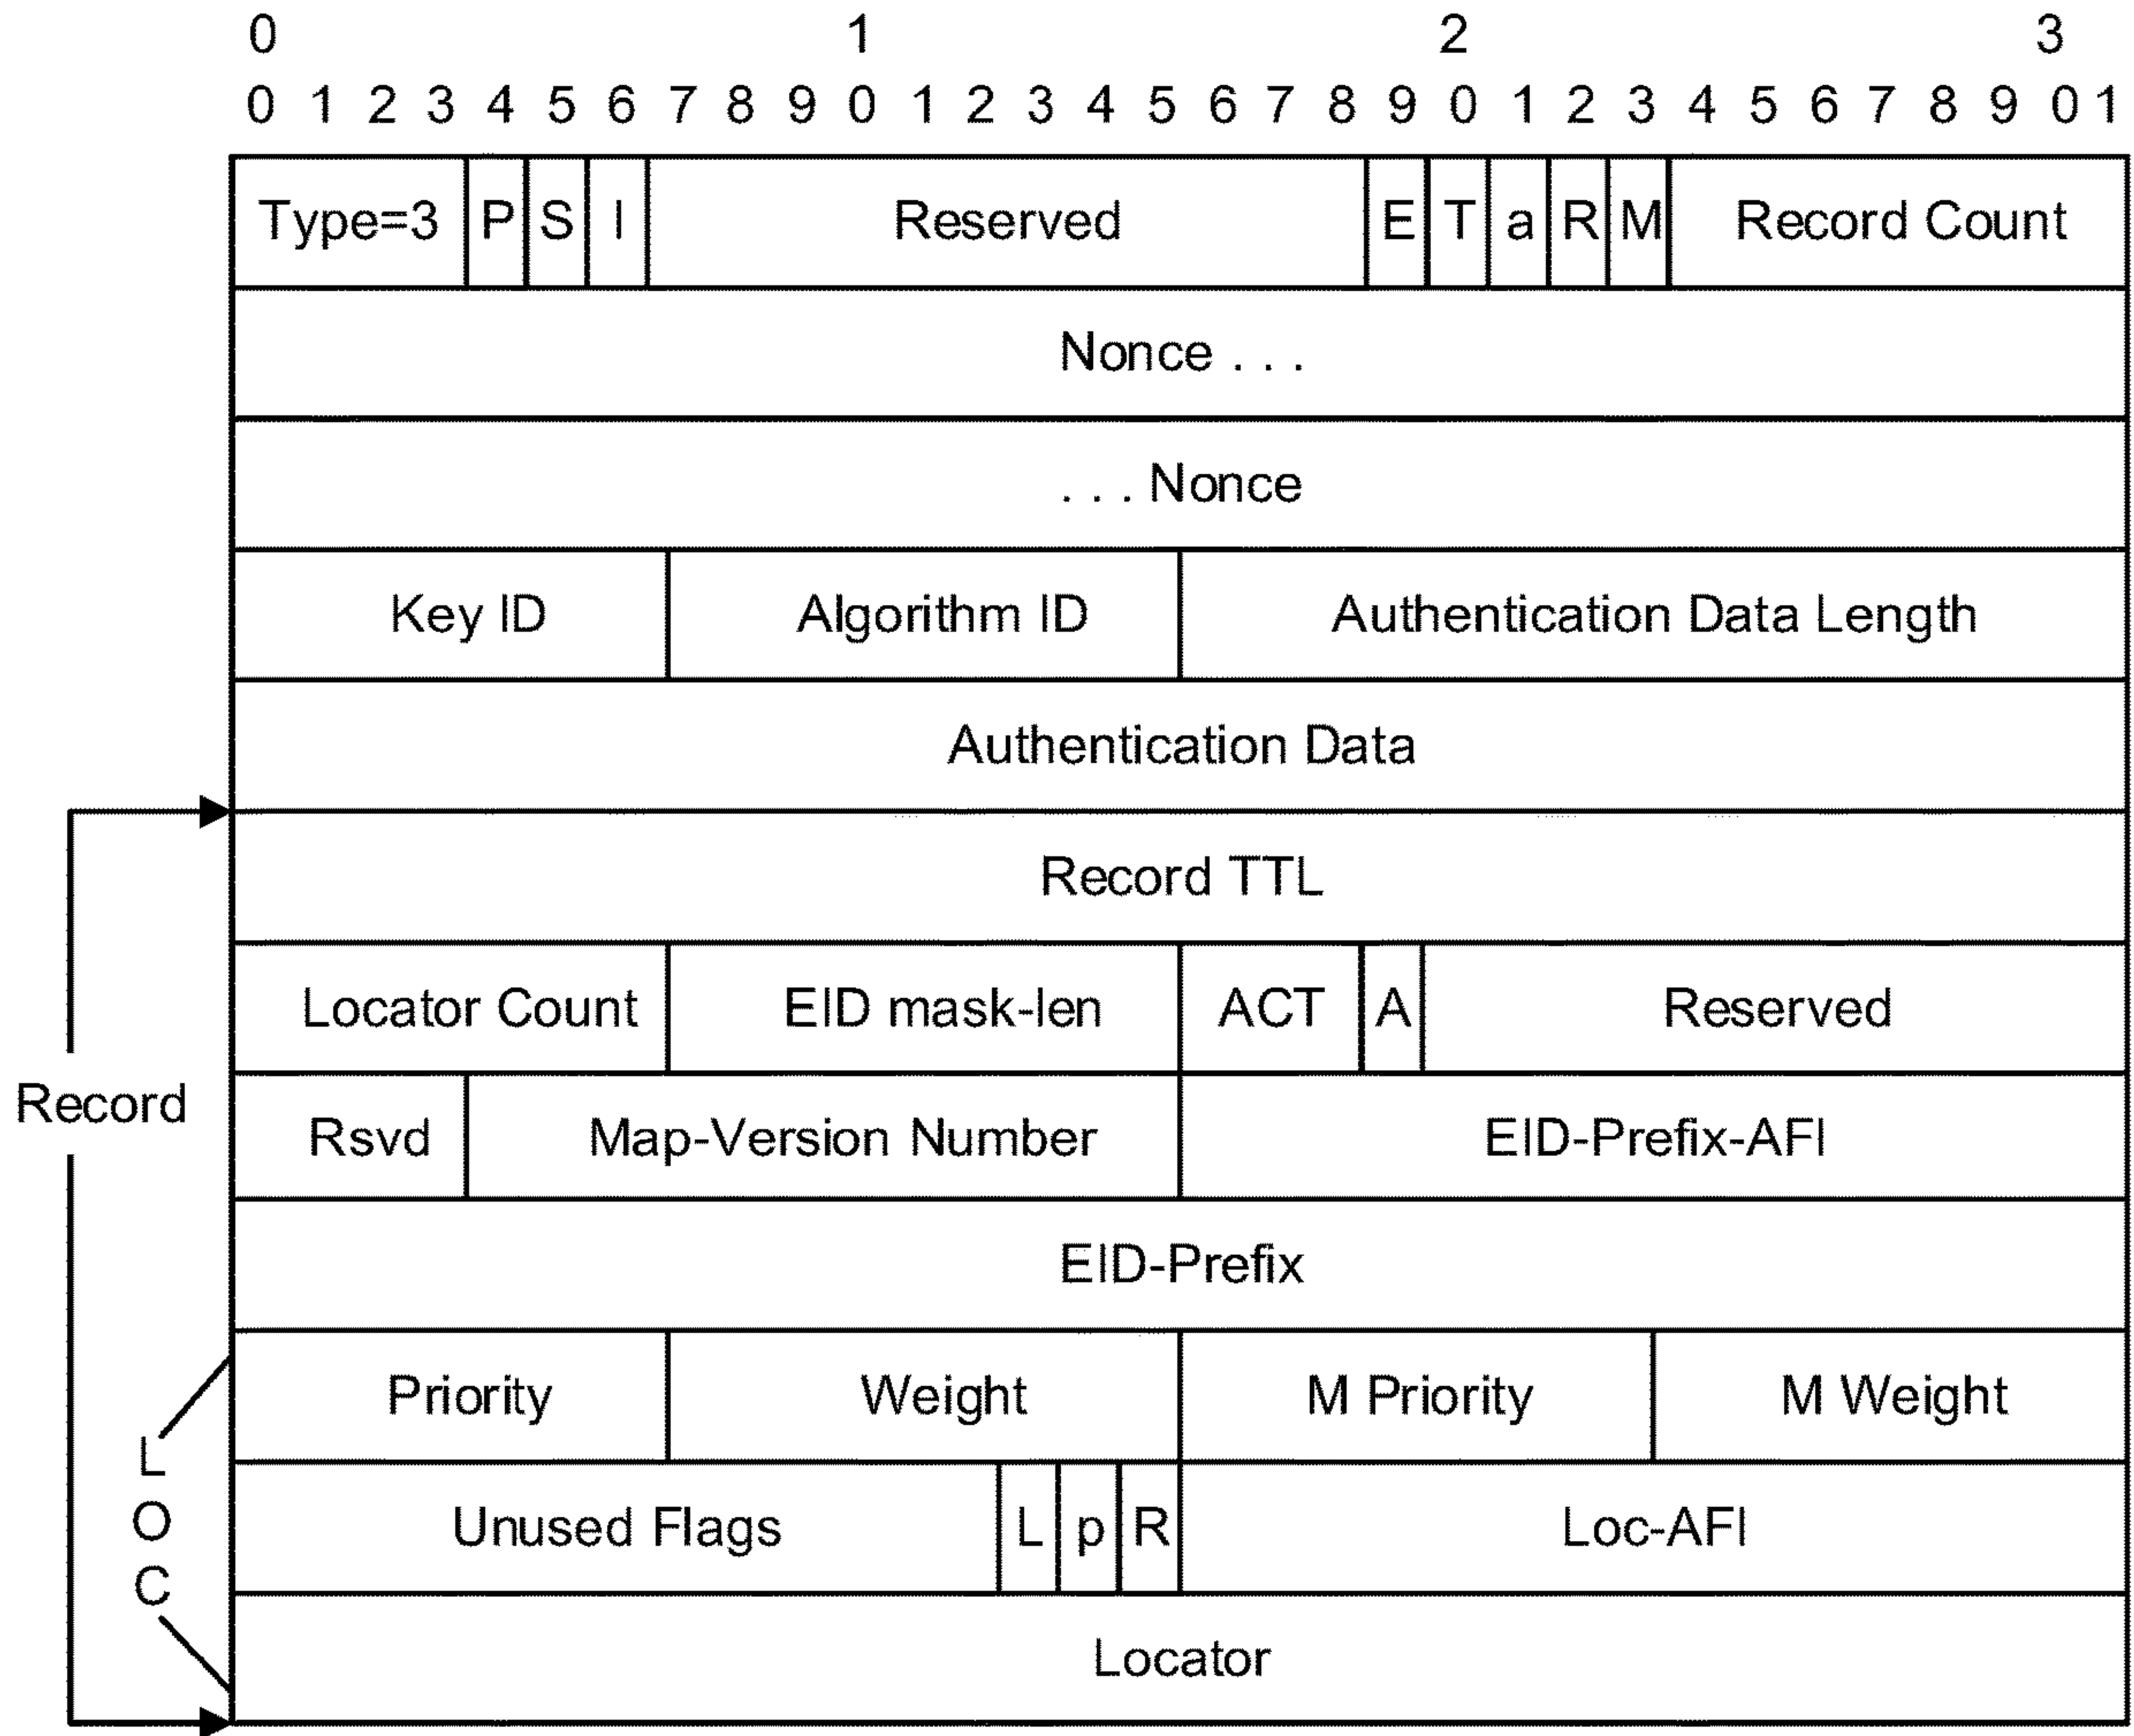 0 1 2 3
0 1 2 3 4 5 6 7 8 9 0 1 2 3 4 5 6 7 8 9 0 1 2 3 4 5 6 7 8 9 0 1
Type=3 P S I Reserved E T a R M Record Count
Nonce . . .
. . . Nonce
Key ID Algorithm ID Authentication Data Length
Authentication Data
Record TTL
Locator Count EID mask-len ACT A Reserved
Record
Rsvd Map-Version Number EID-Prefix-AFI
EID-Prefix
Priority Weight M Priority M Weight
L
O
C
Unused Flags L p R Loc-AFI
Locator